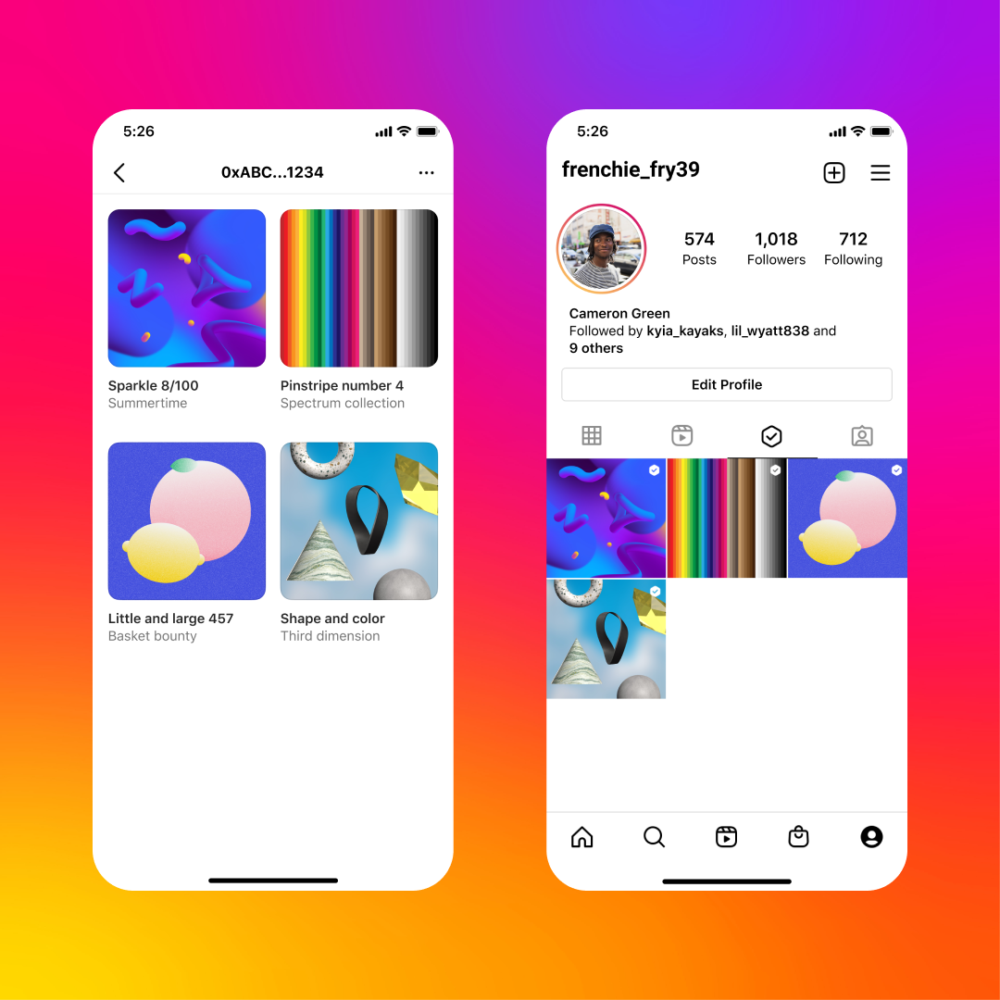 5:26
0xABC...1234
Sparkle 8/100
Summertime
Pinstripe number 4
Spectrum collection
Little and large 457
Basket bounty
Shape and color
Third dimension
5:26
frenchie_fry39
574
Posts
1,018
Followers
712
Following
Cameron Green
Followed by kyia_kayaks, lil_wyatt838 and
9 others
Edit Profile